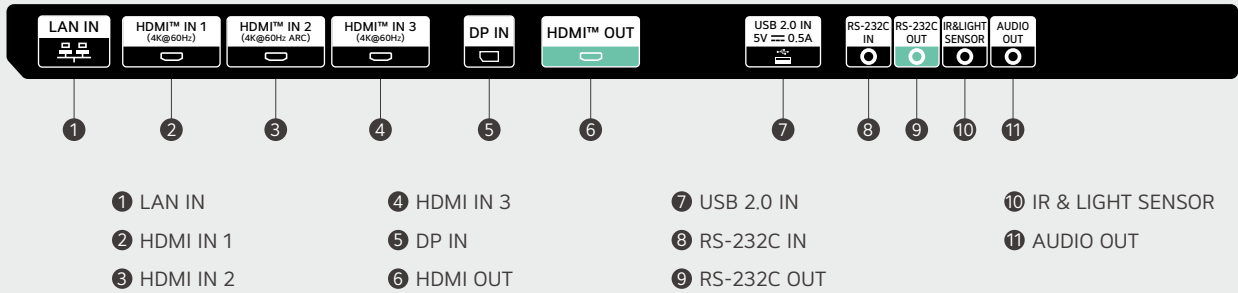 LAN IN
HDMI™ IN 1
(4K@60Hz)
HDMI™ IN 2
(4K@60Hz ARC)
HDMI™ IN 3
(4K@60Hz)
DP IN
HDMI™ OUT
USB 2.0 IN
5V ⎓ 0.5A
RS-232C
IN
RS-232C
OUT
IR&LIGHT
SENSOR
AUDIO
OUT
1
2
3
4
5
6
7
8
9
10
11
1 LAN IN
2 HDMI IN 1
3 HDMI IN 2
4 HDMI IN 3
5 DP IN
6 HDMI OUT
7 USB 2.0 IN
8 RS-232C IN
9 RS-232C OUT
10 IR & LIGHT SENSOR
11 AUDIO OUT